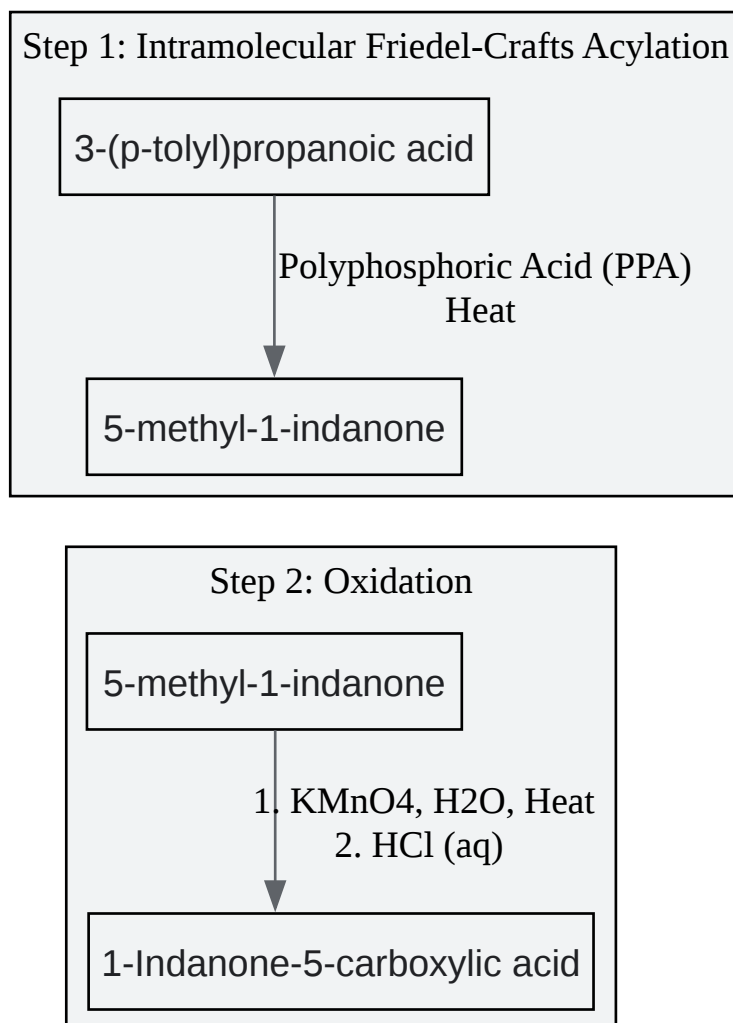 Step 1: Intramolecular Friedel-Crafts Acylation
3-(p-tolyl)propanoic acid
Polyphosphoric Acid (PPA)
Heat
5-methyl-1-indanone
Step 2: Oxidation
5-methyl-1-indanone
1. KMnO4, H2O, Heat
2. HCl (aq)
1-Indanone-5-carboxylic acid